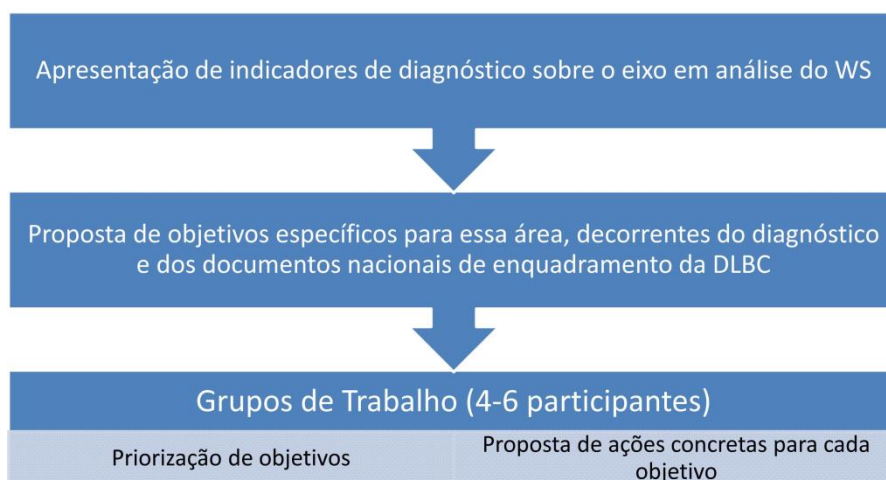 Apresentação de indicadores de diagnóstico sobre o eixo em análise do WS
Proposta de objetivos específicos para essa área, decorrentes do diagnóstico
e dos documentos nacionais de enquadramento da DLBC
Grupos de Trabalho (4-6 participantes)
Priorização de objetivos
Proposta de ações concretas para cada
objetivo